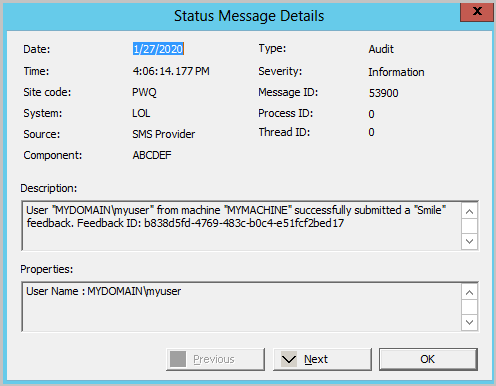 Status Message Details
X
Date: 1/27/2020 Type: Audit
Time: 4:06:14.177 PM Severity: Information
Site code: PWQ Message ID: 53900
System: LOL Process ID: 0
Source: SMS Provider Thread ID: 0
Component: ABCDEF
Description:
User "MYDOMAIN\myuser" from machine "MYMACHINE" successfully submitted a "Smile"
feedback. Feedback ID: b838d5fd-4769-483c-b0c4-e51fcf2bed17
Properties:
User Name : MYDOMAIN\myuser
Previous Next OK